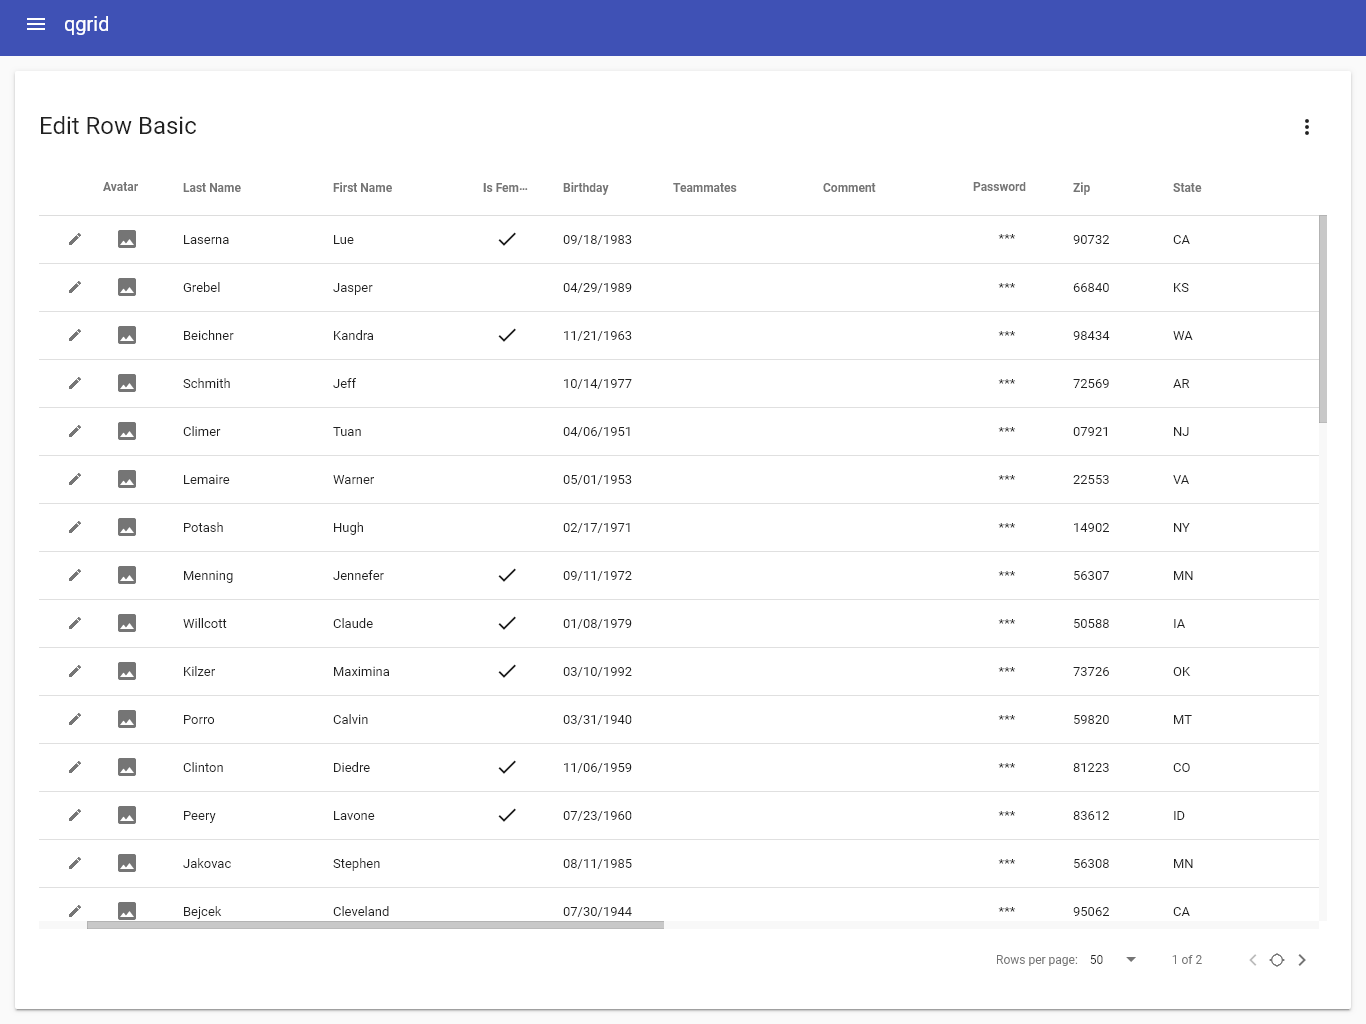 qgrid
Edit Row Basic
Avatar Last Name First Name Is Fem... Birthday Teammates Comment Password Zip State
Laserna Lue 09/18/1983 *** 90732 CA
Grebel Jasper 04/29/1989 *** 66840 KS
Beichner Kandra 11/21/1963 *** 98434 WA
Schmith Jeff 10/14/1977 *** 72569 AR
Climer Tuan 04/06/1951 *** 07921 NJ
Lemaire Warner 05/01/1953 *** 22553 VA
Potash Hugh 02/17/1971 *** 14902 NY
Menning Jennefer 09/11/1972 *** 56307 MN
Willcott Claude 01/08/1979 *** 50588 IA
Kilzer Maximina 03/10/1992 *** 73726 OK
Porro Calvin 03/31/1940 *** 59820 MT
Clinton Diedre 11/06/1959 *** 81223 CO
Peery Lavone 07/23/1960 *** 83612 ID
Jakovac Stephen 08/11/1985 *** 56308 MN
Bejcek Cleveland 07/30/1944 *** 95062 CA
Rows per page: 50 1 of 2